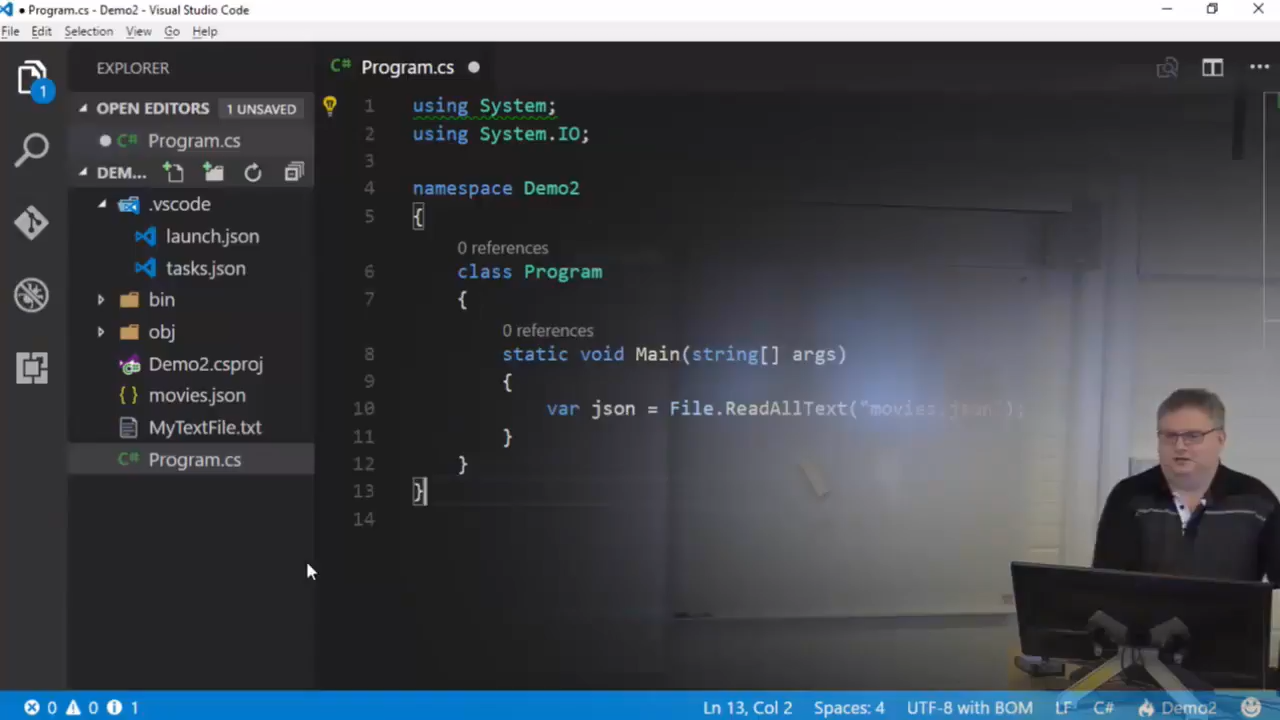 Program.cs - Demo2 - Visual Studio Code
File Edit Selection View Go Help
EXPLORER
OPEN EDITORS 1 UNSAVED
Program.cs
DEM...
.vscode
launch.json
tasks.json
bin
obj
Demo2.csproj
movies.json
MyTextFile.txt
Program.cs
1
C# Program.cs
1 using System;
2 using System.IO;
3
4 namespace Demo2
5 {
0 references
6 class Program
7 {
0 references
8 static void Main(string[] args)
9 {
10 var json = File.ReadAllText("movies.json");
11 }
12 }
13 }
14
0 0 1 Ln 13, Col 2 Spaces: 4 UTF-8 with BOM LF C# Demo2